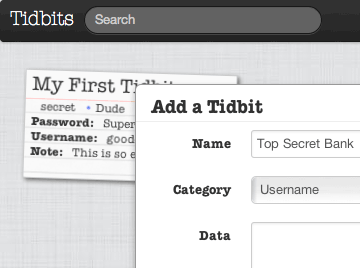 Tidbits
Search
My First
secret • Dude
Password: Super
Username: good
Note: This is so e
Add a Tidbit
Name Top Secret Bank
Category Username
Data